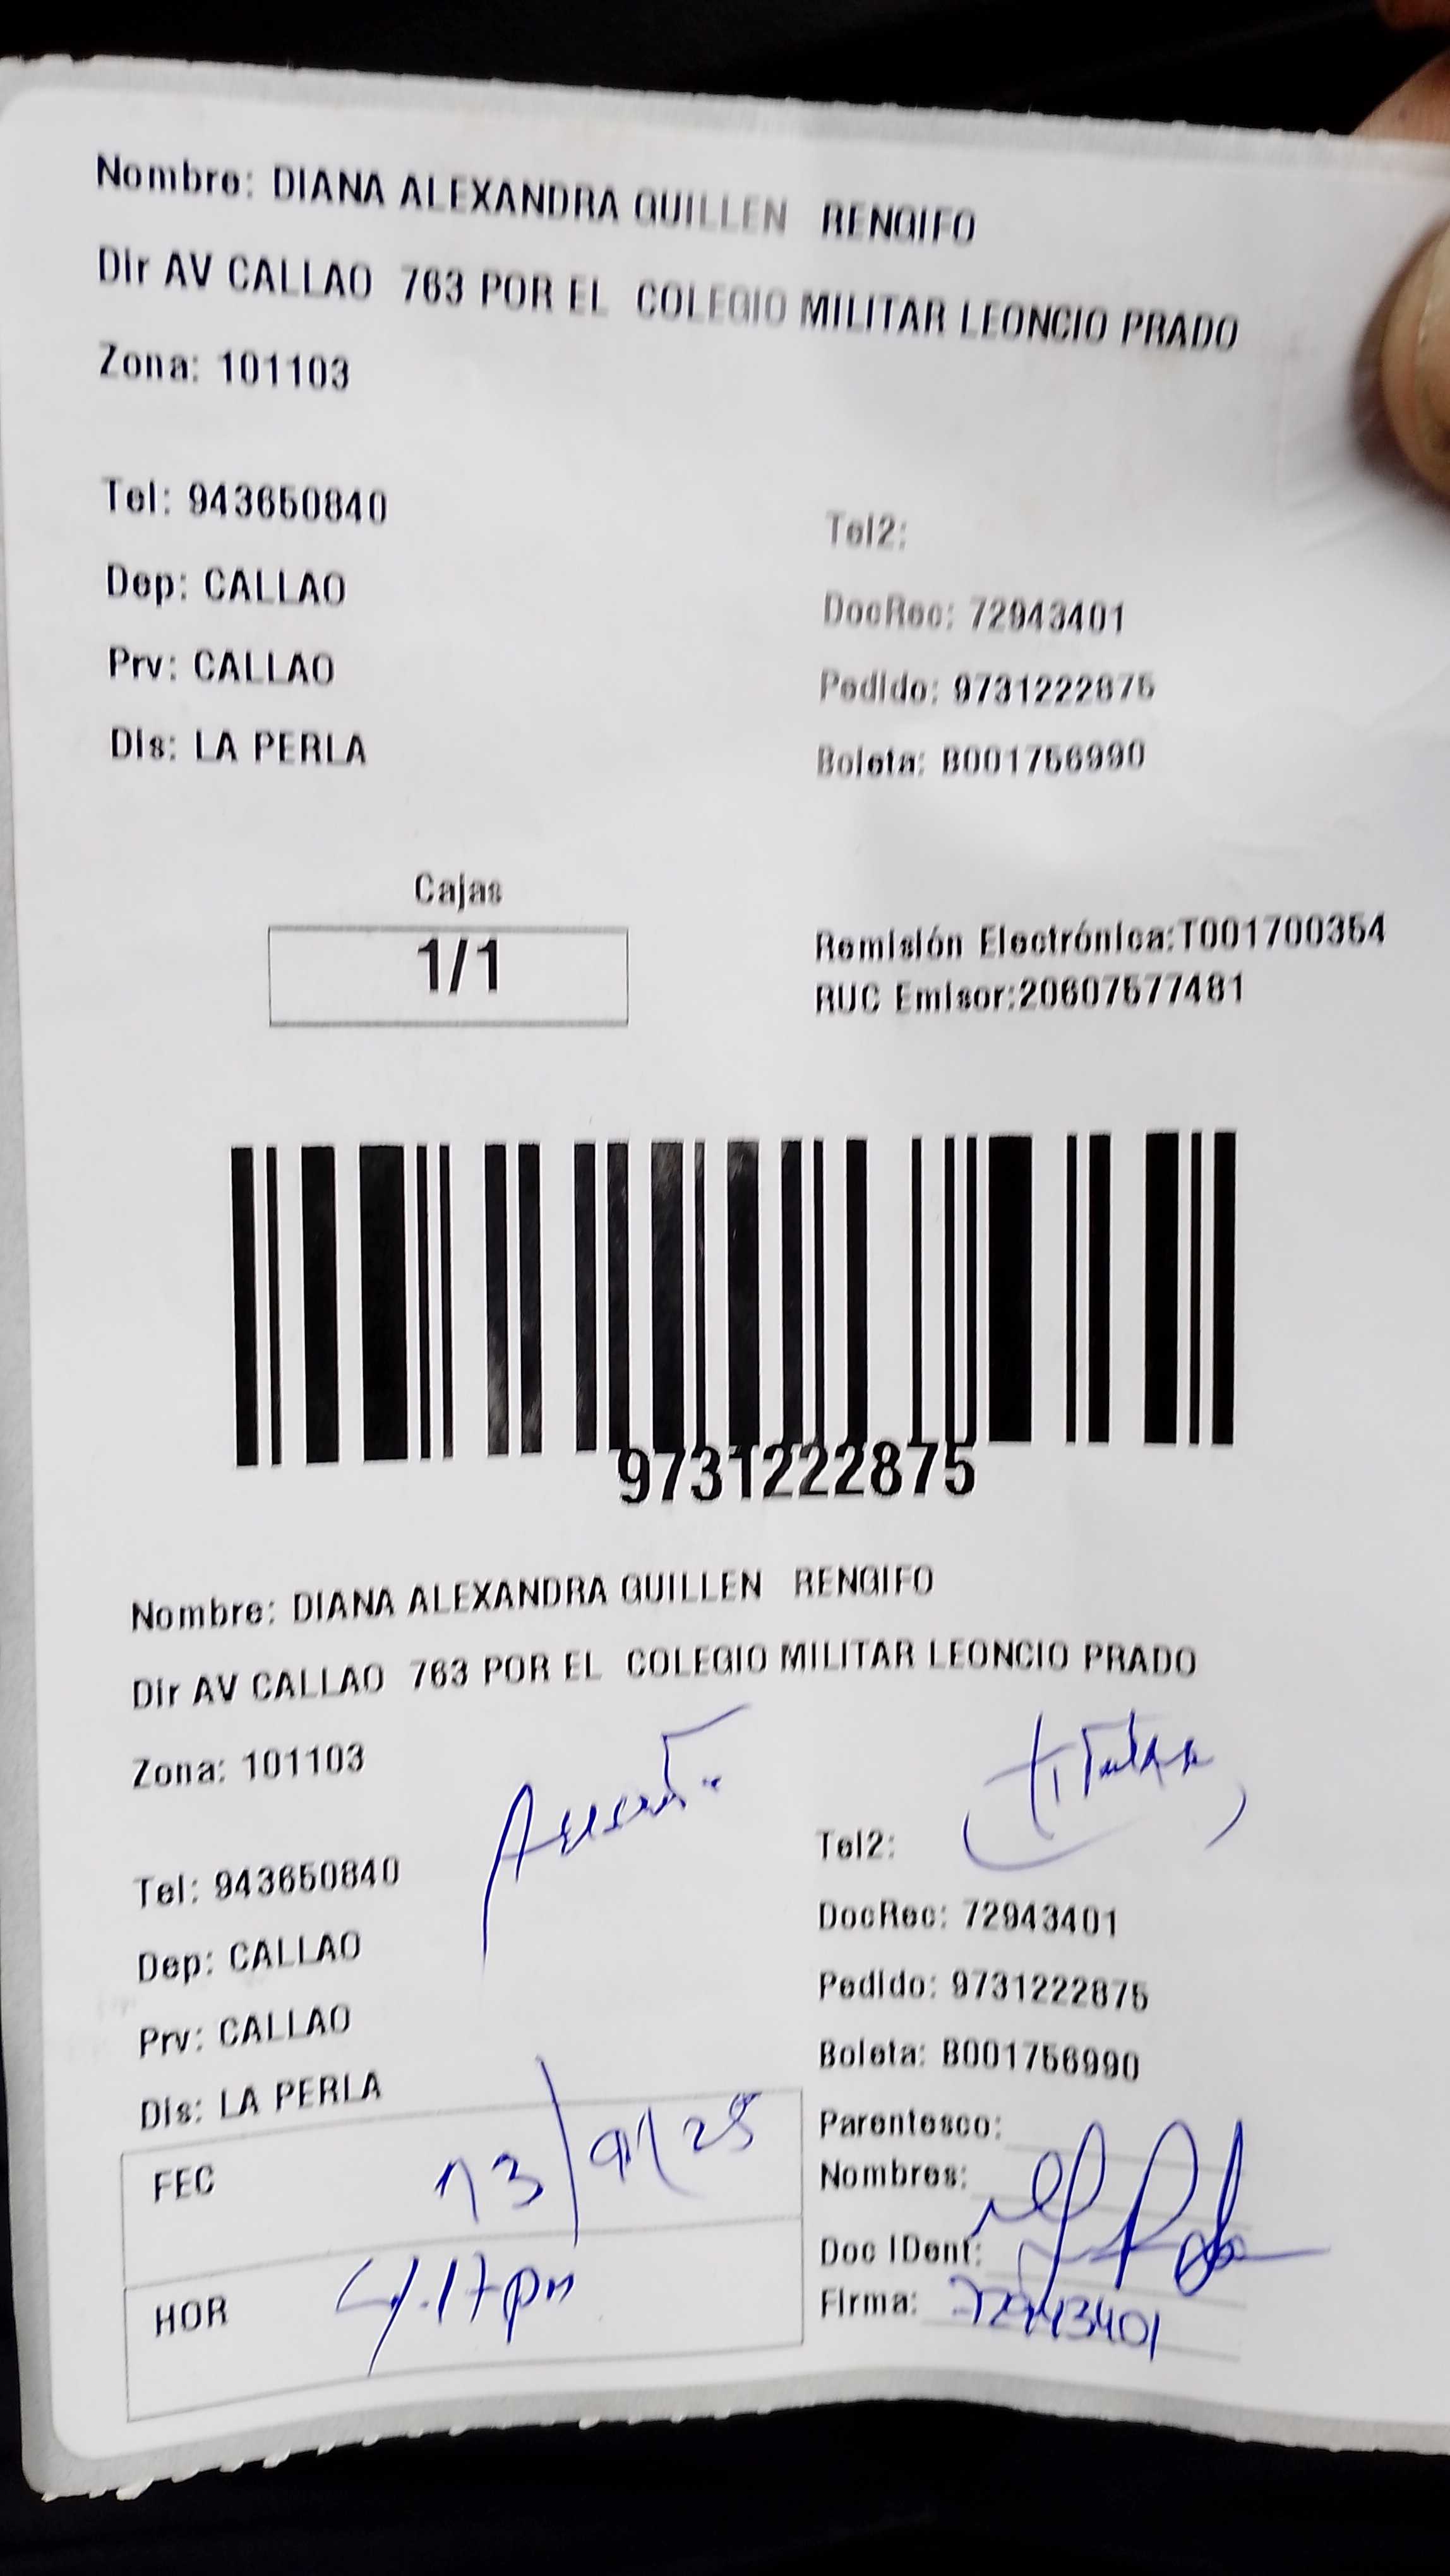 Nombre: DIANA ALEXANDRA GUILLEN RENGIFO
Dir AV CALLAO 763 POR EL COLEGIO MILITAR LEONCIO PRADO
Zona: 101103
Tel: 943650840
Tel2:
Dep: CALLAO
DocRec: 72943401
Prv: CALLAO
Pedido: 9731222875
Dis: LA PERLA
Boleta: B001756990
Cajas
1/1
Remisión Electrónica:T001700354
RUC Emisor:20607577481
9731222875
Nombre: DIANA ALEXANDRA GUILLEN RENGIFO
Dir AV CALLAO 763 POR EL COLEGIO MILITAR LEONCIO PRADO
Zona: 101103
titular
Tel2:
Tel: 943650840
DocRec: 72943401
Dep: CALLAO
Pedido: 9731222875
Prv: CALLAO
Boleta: B001756990
Dis: LA PERLA
Parentesco:
FEC 13/01/25
Nombres:
Doc IDent:
HOR 4.17pm
Firma: 72943401